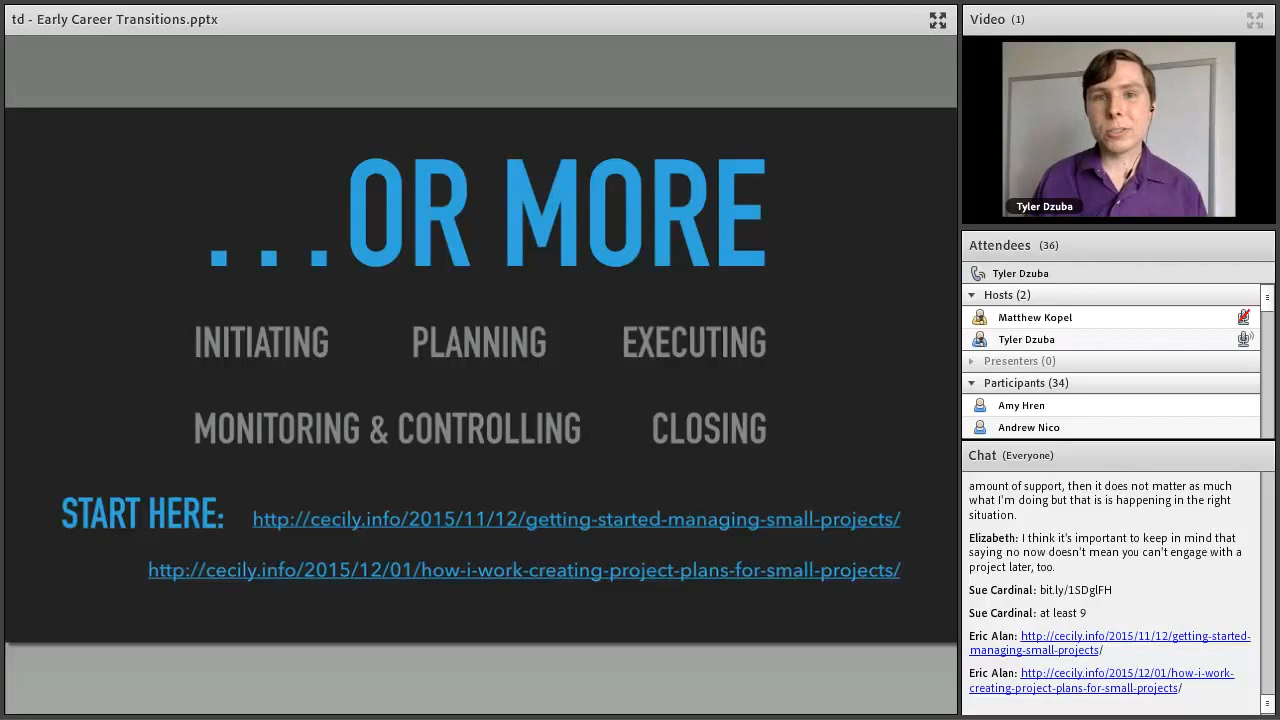 td - Early Career Transitions.pptx
...OR MORE
INITIATING PLANNING EXECUTING
MONITORING & CONTROLLING CLOSING
START HERE: http://cecily.info/2015/11/12/getting-started-managing-small-projects/
http://cecily.info/2015/12/01/how-i-work-creating-project-plans-for-small-projects/
Video (1)
Tyler Dzuba
Attendees (36)
Tyler Dzuba
Hosts (2)
Matthew Kopel
Tyler Dzuba
Presenters (0)
Participants (34)
Amy Hren
Andrew Nico
Chat (Everyone)
amount of support, then it does not matter as much
what I'm doing but that is is happening in the right
situation.
Elizabeth: I think it's important to keep in mind that
saying no now doesn't mean you can't engage with a
project later, too.
Sue Cardinal: bit.ly/1SDglFH
Sue Cardinal: at least 9
Eric Alan: http://cecily.info/2015/11/12/getting-started-
managing-small-projects/
Eric Alan: http://cecily.info/2015/12/01/how-i-work-
creating-project-plans-for-small-projects/